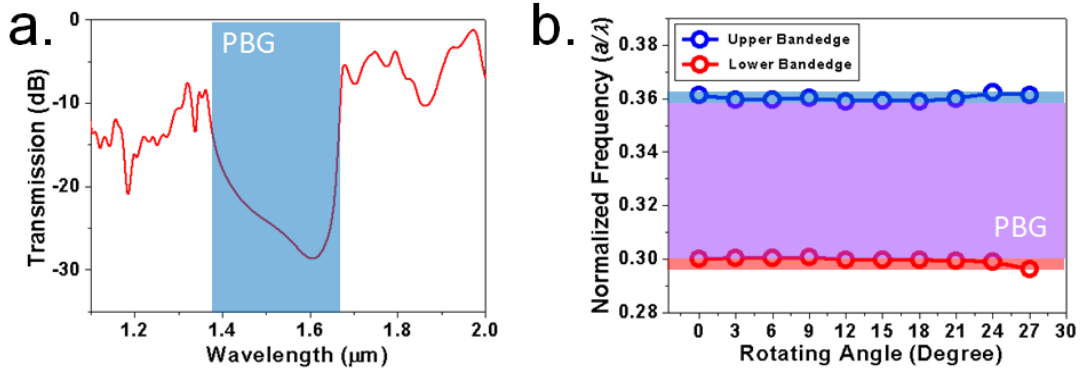 a.
PBG
Transmission (dB)
0
-10
-20
-30
1.2
1.4
1.6
1.8
2.0
Wavelength (μm)
b.
Upper Bandedge
Lower Bandedge
Normalized Frequency (a/λ)
0.38
0.36
0.34
0.32
0.30
0.28
PBG
0
3
6
9
12
15
18
21
24
27
30
Rotating Angle (Degree)